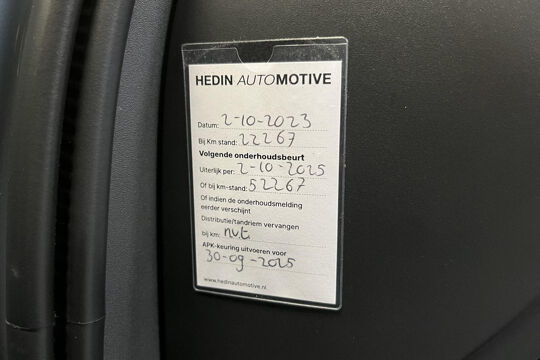 HEDIN AUTOMOTIVE
Datum: 2-10-2023
Bij Km stand: 22267
Volgende onderhoudsbeurt
Uiterlijk per: 2-10-2025
Of bij km-stand: 52267
Of indien de onderhoudsmelding
eerder verschijnt
Distributie/tandriem vervangen
bij km: nvt
APK-keuring uitvoeren voor
30-09-2025
www.hedinautomotive.nl